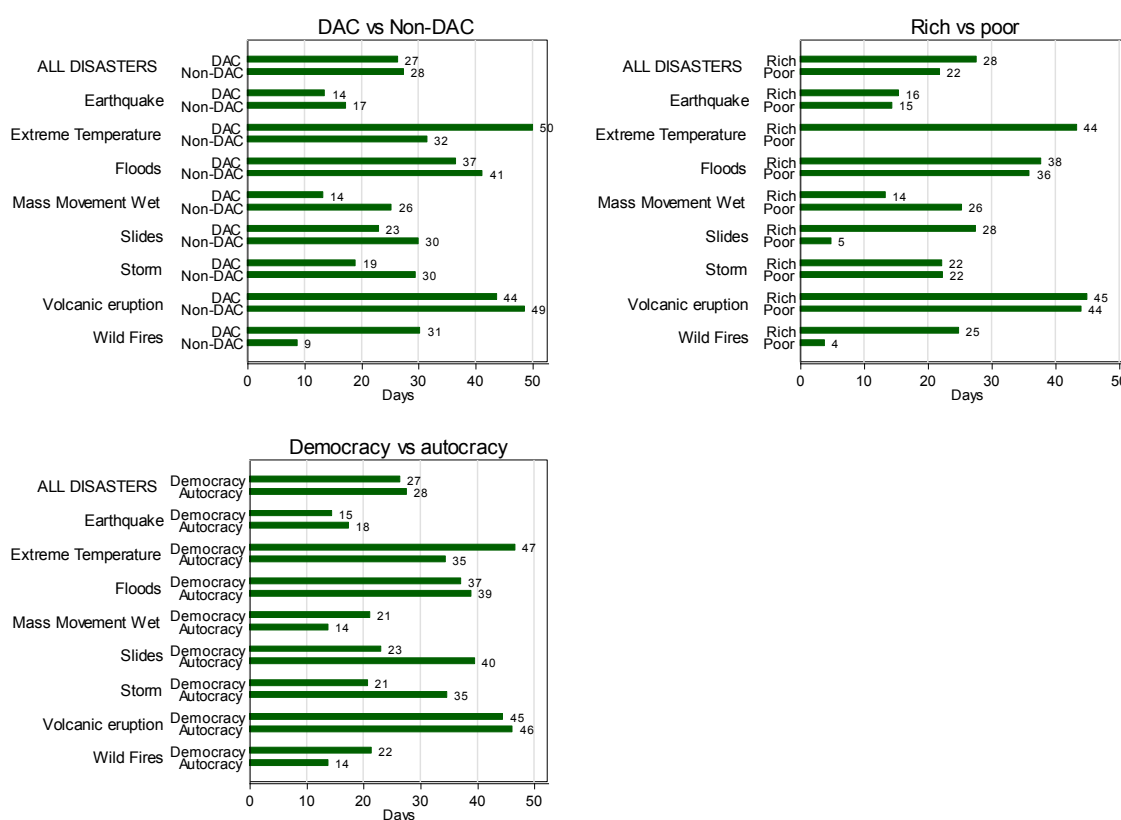 DAC vs Non-DAC
ALL DISASTERS DAC 27
Non-DAC 28
Earthquake DAC 14
Non-DAC 17
Extreme Temperature DAC 50
Non-DAC 32
Floods DAC 37
Non-DAC 41
Mass Movement Wet DAC 14
Non-DAC 26
Slides DAC 23
Non-DAC 30
Storm DAC 19
Non-DAC 30
Volcanic eruption DAC 44
Non-DAC 49
Wild Fires DAC 31
Non-DAC 9
0 10 20 30 40 50
Days
Rich vs poor
ALL DISASTERS Rich 28
Poor 22
Earthquake Rich 16
Poor 15
Extreme Temperature Rich 44
Poor
Floods Rich 38
Poor 36
Mass Movement Wet Rich 14
Poor 26
Slides Rich 28
Poor 5
Storm Rich 22
Poor 22
Volcanic eruption Rich 45
Poor 44
Wild Fires Rich 25
Poor 4
0 10 20 30 40 50
Days
Democracy vs autocracy
ALL DISASTERS Democracy 27
Autocracy 28
Earthquake Democracy 15
Autocracy 18
Extreme Temperature Democracy 47
Autocracy 35
Floods Democracy 37
Autocracy 39
Mass Movement Wet Democracy 21
Autocracy 14
Slides Democracy 23
Autocracy 40
Storm Democracy 21
Autocracy 35
Volcanic eruption Democracy 45
Autocracy 46
Wild Fires Democracy 22
Autocracy 14
0 10 20 30 40 50
Days